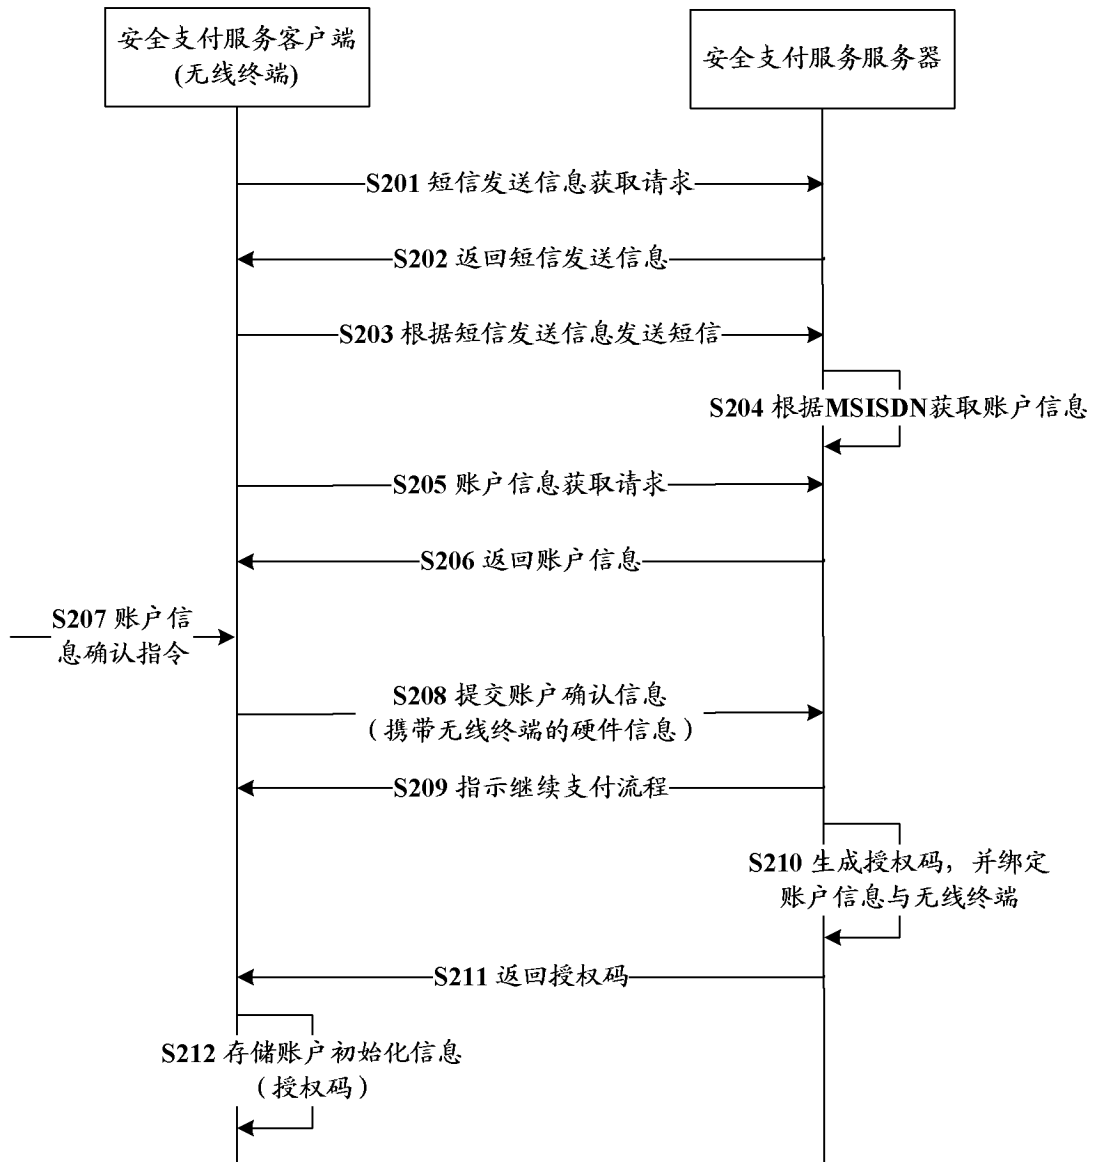 安全支付服务客户端
(无线终端)
安全支付服务服务器
S201 短信发送信息获取请求
S202 返回短信发送信息
S203 根据短信发送信息发送短信
S204 根据MSISDN获取账户信息
S205 账户信息获取请求
S206 返回账户信息
S207 账户信
息确认指令
S208 提交账户确认信息
（携带无线终端的硬件信息）
S209 指示继续支付流程
S210 生成授权码，并绑定
账户信息与无线终端
S211 返回授权码
S212 存储账户初始化信息
（授权码）